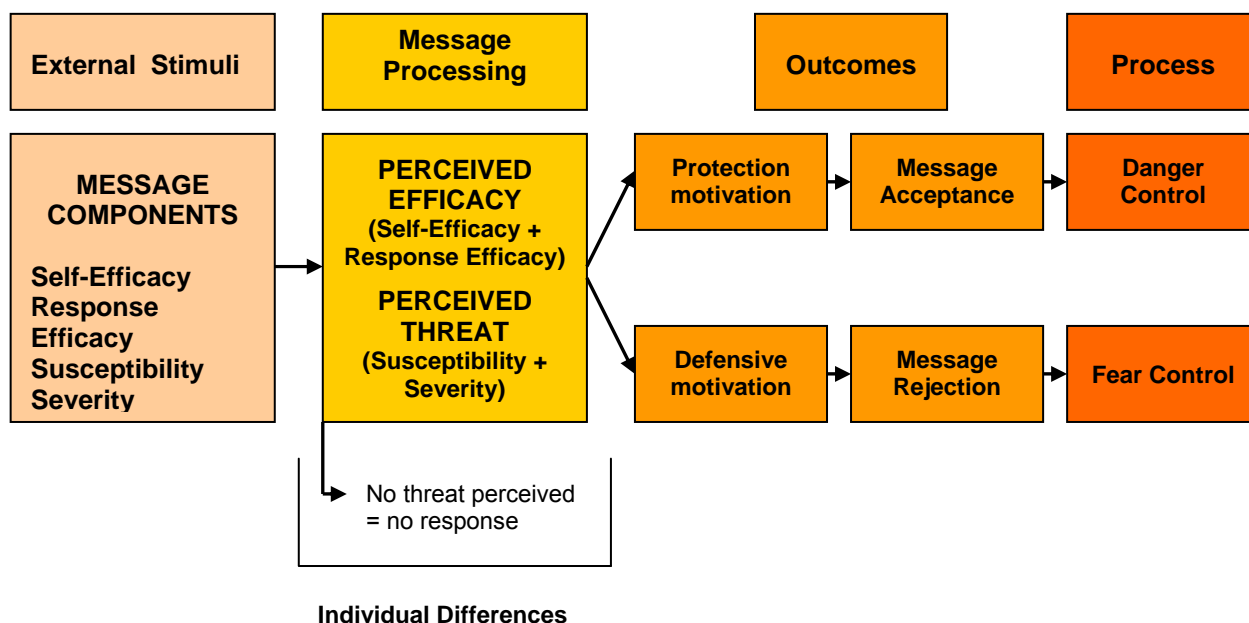 External Stimuli
Message
Processing
Outcomes
Process
MESSAGE
COMPONENTS
Self-Efficacy
Response
Efficacy
Susceptibility
Severity
PERCEIVED
EFFICACY
(Self-Efficacy +
Response Efficacy)
PERCEIVED
THREAT
(Susceptibility +
Severity)
Protection
motivation
Message
Acceptance
Danger
Control
Defensive
motivation
Message
Rejection
Fear Control
No threat perceived
= no response
Individual Differences